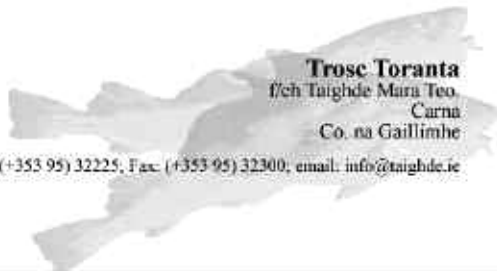 Trosc Toranta
f/ch Taighde Mara Teo.
Carna
Co. na Gaillimhe
(+353 95) 32225; Fax: (+353 95) 32300; email: info@taighde.ie